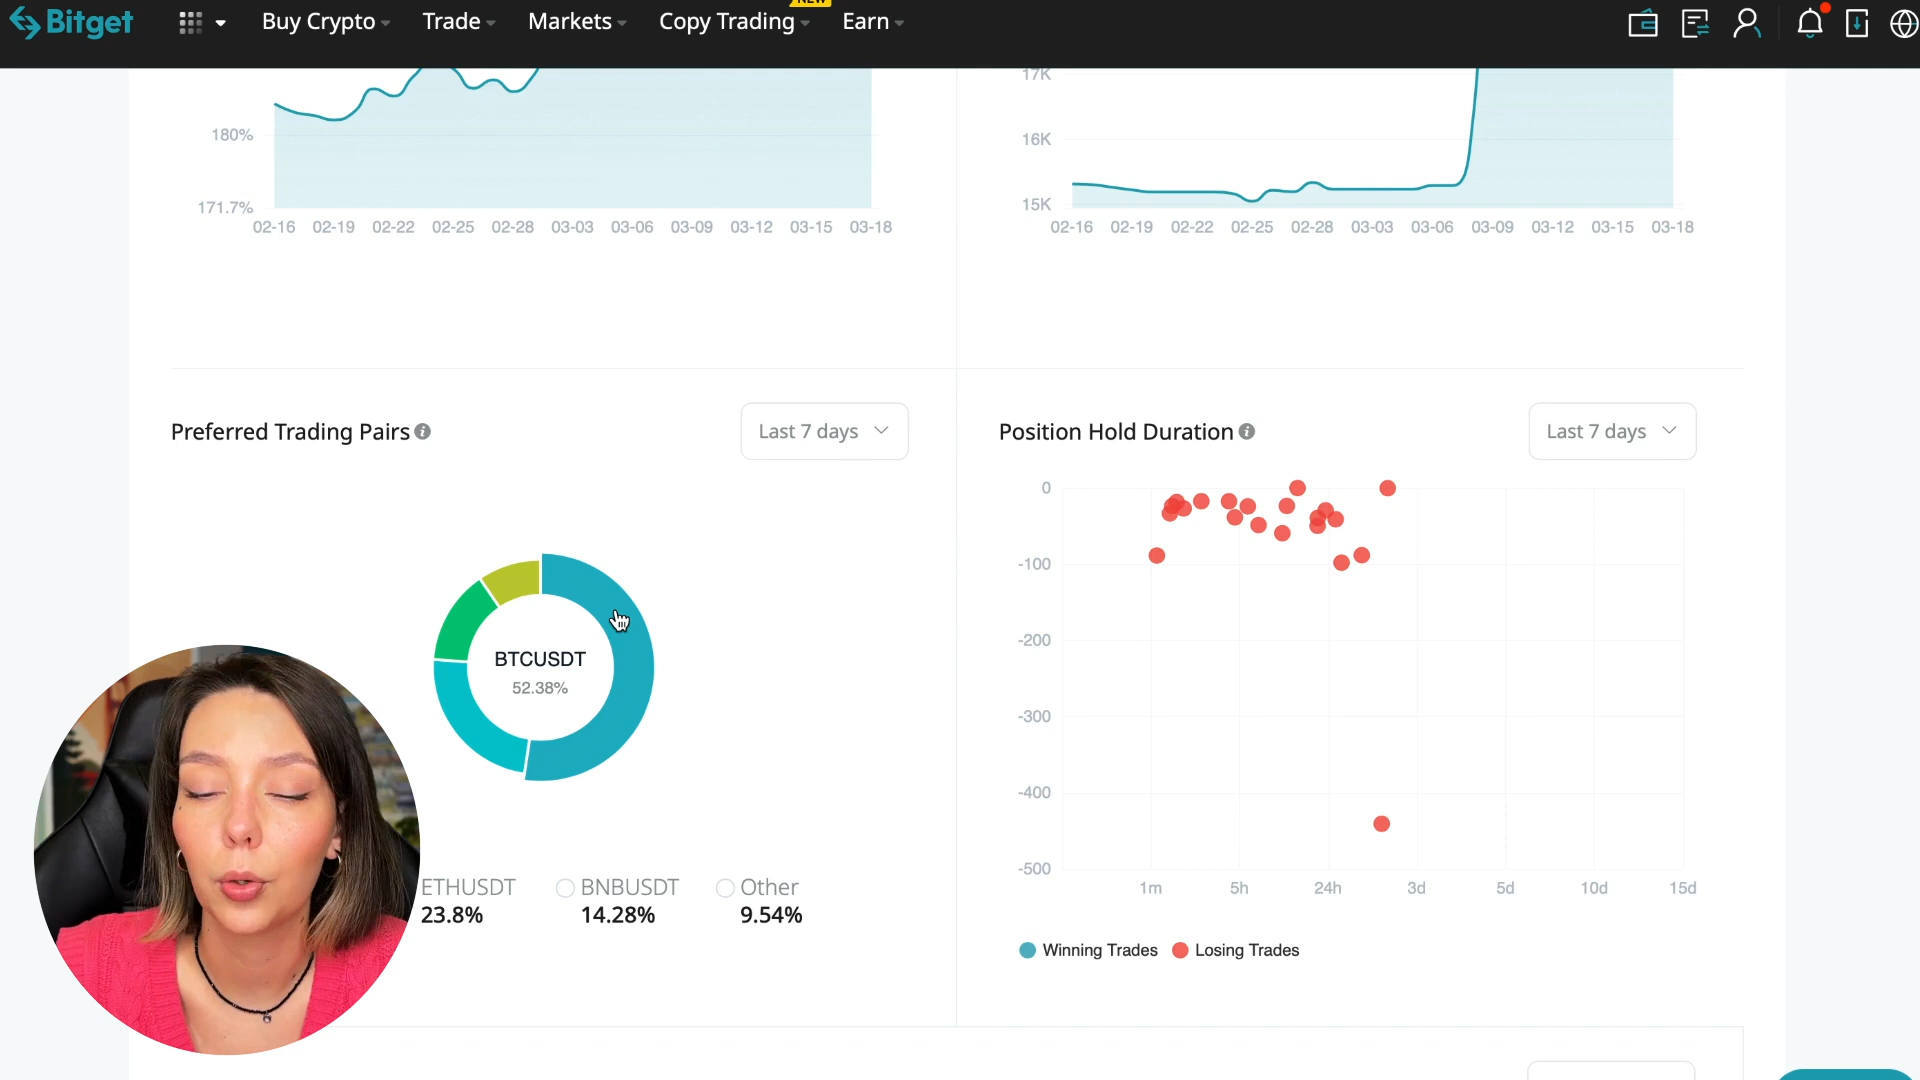 Bitget
Buy Crypto
Trade
Markets
Copy Trading
NEW
Earn
180%
171.7%
02-16 02-19 02-22 02-25 02-28 03-03 03-06 03-09 03-12 03-15 03-18
17K
16K
15K
02-16 02-19 02-22 02-25 02-28 03-03 03-06 03-09 03-12 03-15 03-18
Preferred Trading Pairs
Last 7 days
BTCUSDT
52.38%
ETHUSDT
23.8%
BNBUSDT
14.28%
Other
9.54%
Position Hold Duration
Last 7 days
0
-100
-200
-300
-400
-500
1m 5h 24h 3d 5d 10d 15d
Winning Trades Losing Trades